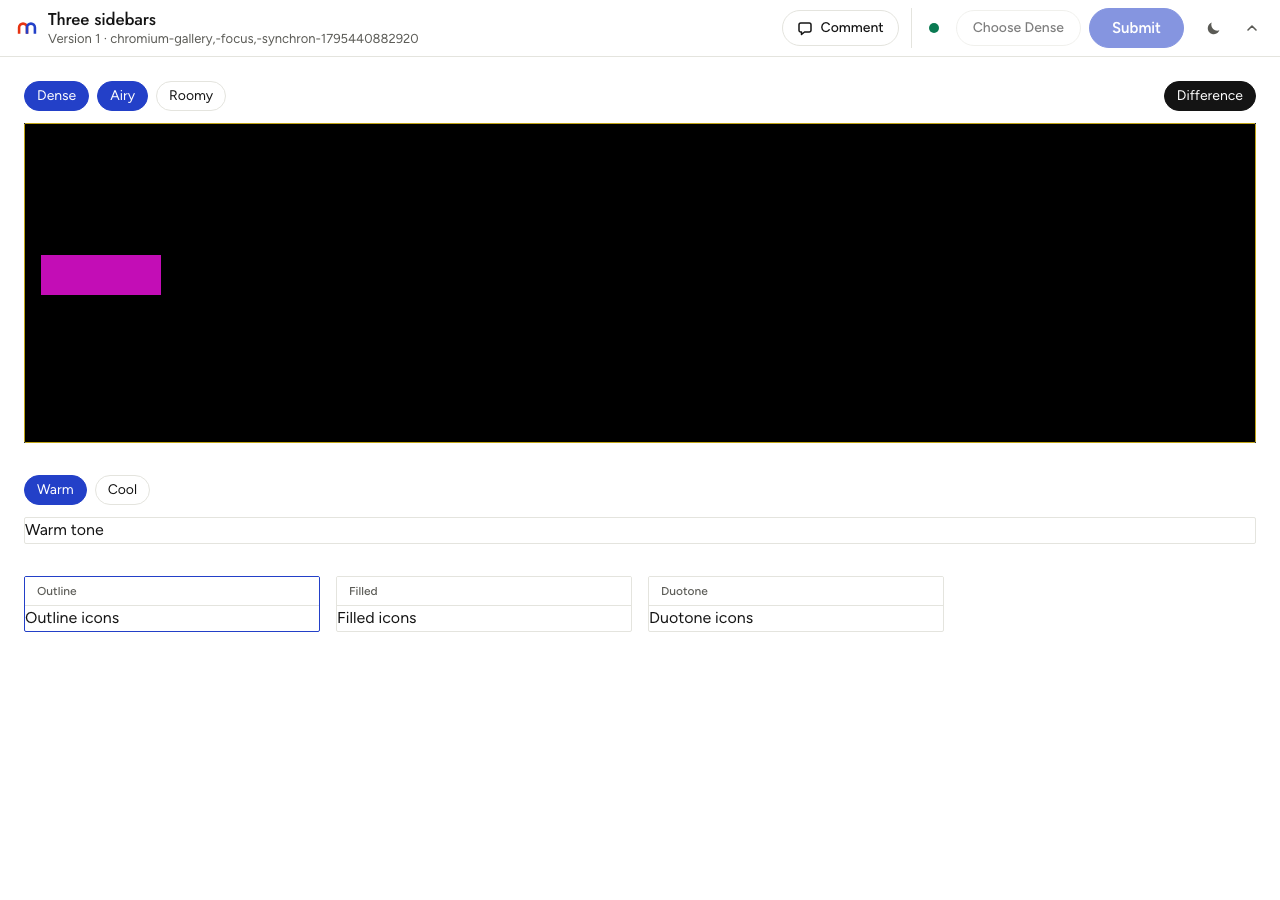 Three sidebars
Version 1 · chromium-gallery,-focus,-synchron-1795440882920
Comment
Choose Dense
Submit
Dense
Airy
Roomy
Difference
Warm
Cool
Warm tone
Outline
Filled
Duotone
Outline icons
Filled icons
Duotone icons